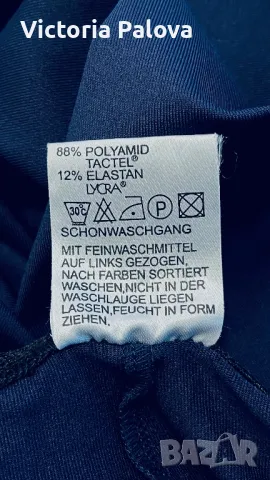 Victoria Palova
88% POLYAMID
TACTEL®
12% ELASTAN
LYCRA®
30°C P
SCHONWASCHGANG
MIT FEINWASCHMITTEL
AUF LINKS GEZOGEN,
NACH FARBEN SORTIERT
WASCHEN,NICHT IN DER
WASCHLAUGE LIEGEN
LASSEN,FEUCHT IN FORM
ZIEHEN.
BAZAR